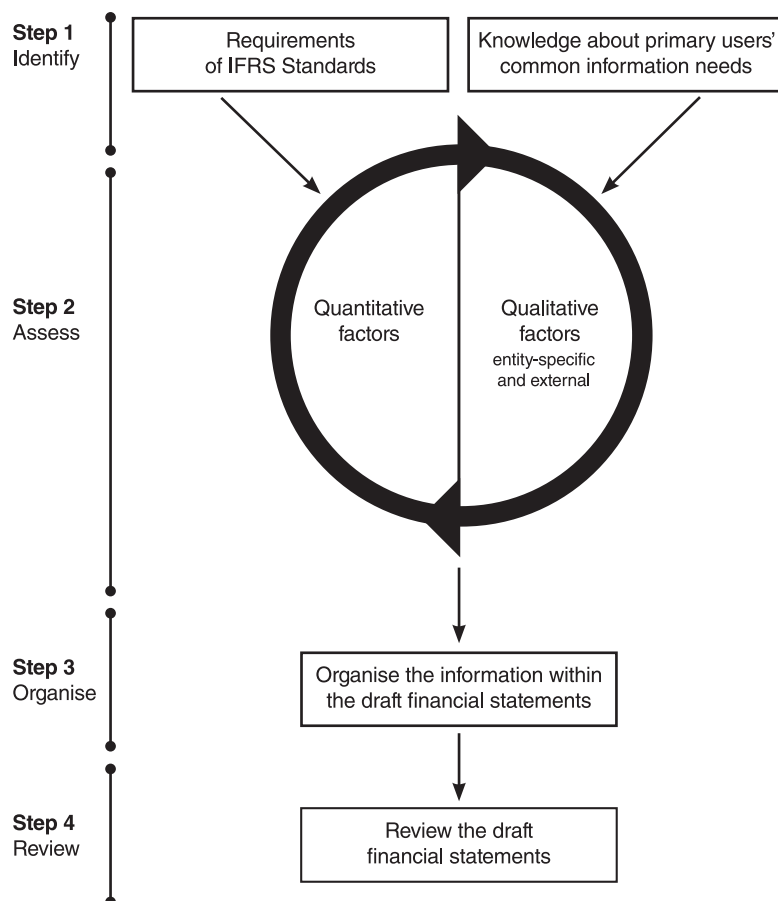 Step 1
Identify
Requirements
of IFRS Standards
Knowledge about primary users’
common information needs
Step 2
Assess
Quantitative
factors
Qualitative
factors
entity-specific
and external
Step 3
Organise
Organise the information within
the draft financial statements
Step 4
Review
Review the draft
financial statements